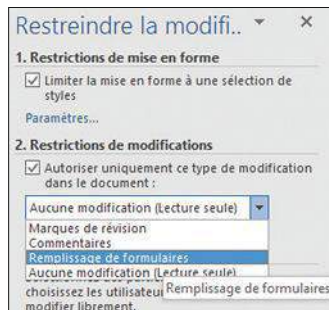 Restreindre la modifi..
1. Restrictions de mise en forme
Limiter la mise en forme à une sélection de
styles
Paramètres...
2. Restrictions de modifications
Autoriser uniquement ce type de modification
dans le document :
Aucune modification (Lecture seule)
Marques de révision
Commentaires
Remplissage de formulaires
Aucune modification (Lecture seule)
choisissez les utilisateu
Remplissage de formulaires
modifier librement.